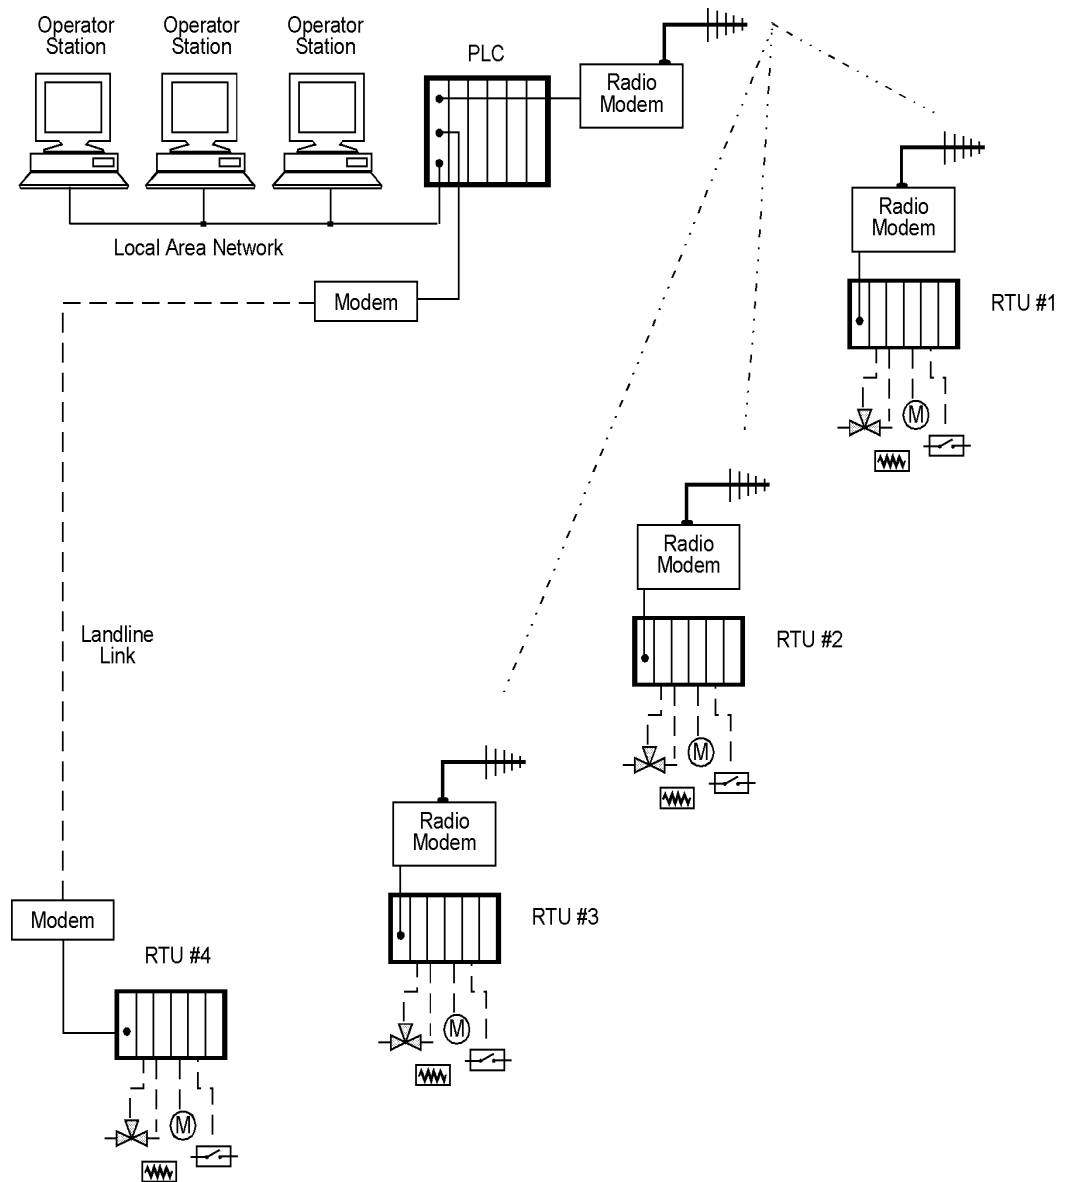 Operator
Station
Operator
Station
Operator
Station
PLC
Radio
Modem
Radio
Modem
Local Area Network
Modem
RTU #1
M
Radio
Modem
Landline
Link
RTU #2
M
Radio
Modem
Modem
RTU #3
RTU #4
M
M